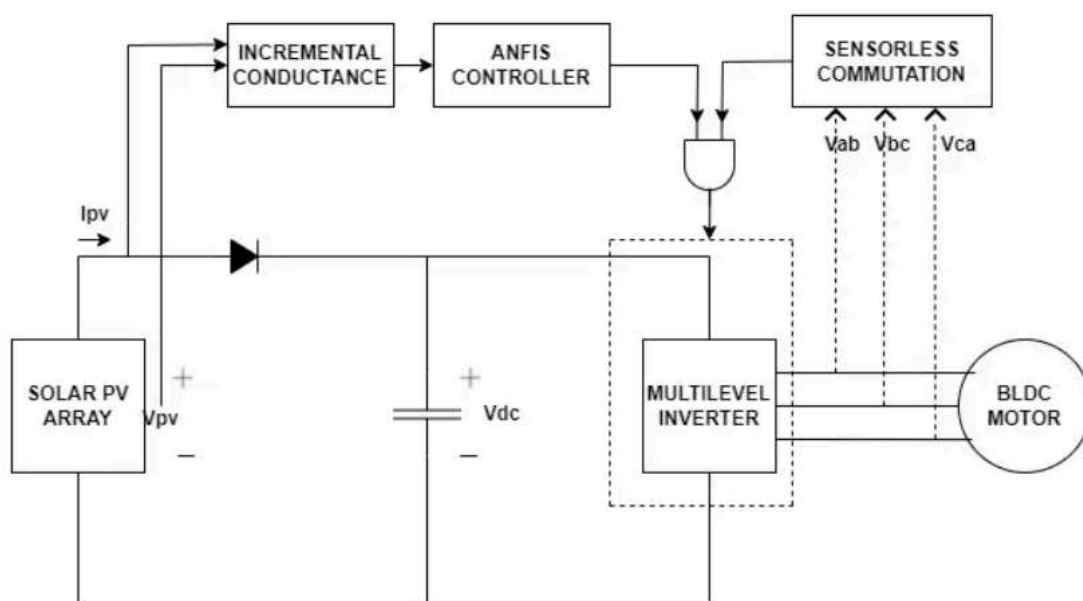 INCREMENTAL
CONDUCTANCE
ANFIS
CONTROLLER
SENSORLESS
COMMUTATION
Vab
Vbc
Vca
Ipv
SOLAR PV
ARRAY
+
Vpv
−
+
Vdc
−
MULTILEVEL
INVERTER
BLDC
MOTOR